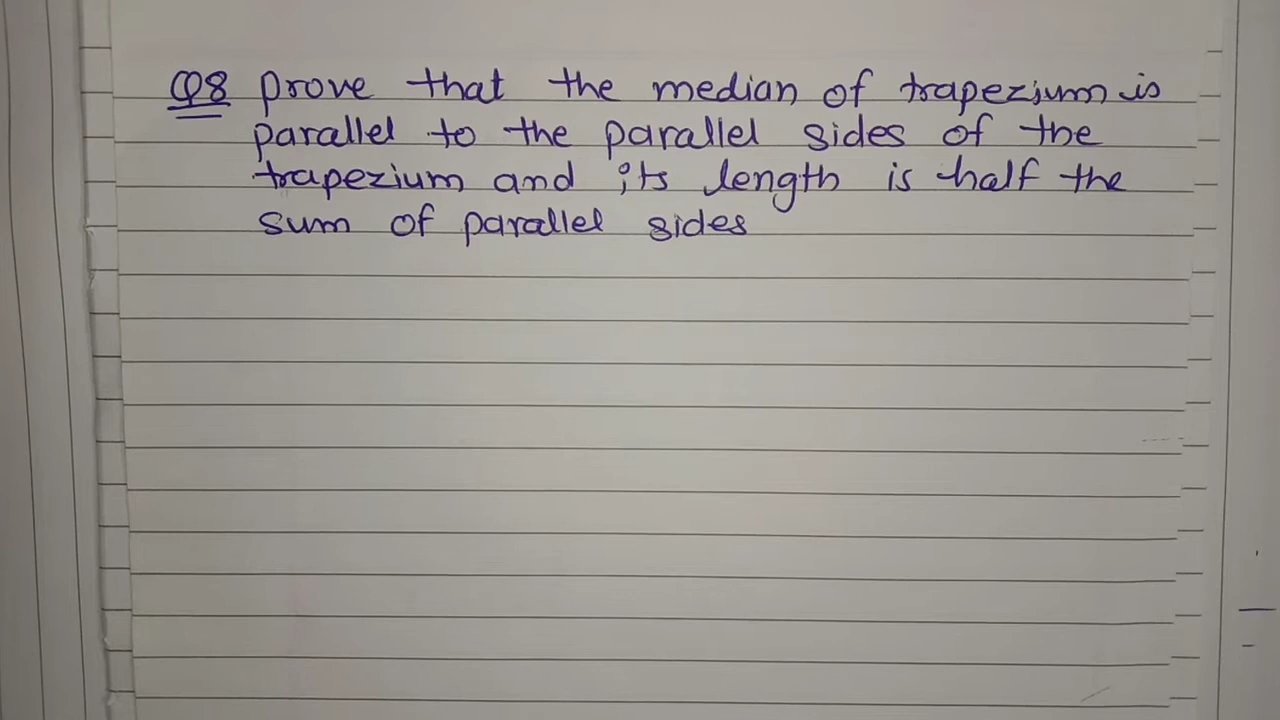 Q8 prove that the median of trapezium is
parallel to the parallel sides of the
trapezium and its length is half the
sum of parallel sides